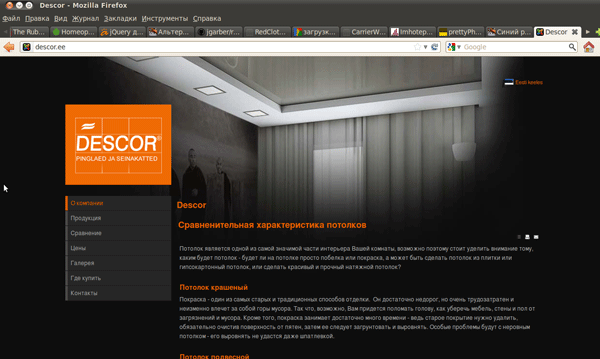 Descor - Mozilla Firefox
Файл Правка Вид Журнал Закладки Инструменты Справка
The Rub... Homeop... jQuery д... Альтер... jgarber/r... RedClot... загрузк... CarrierW... Imhotep... prettyPh... Синий р... Descor
descor.ee
Google
Eesti keeles
DESCOR®
PINGLAED JA SEINAKATTED
О компании
Продукция
Сравнение
Цены
Галерея
Где купить
Контакты
Descor
Сравненительная характеристика потолков
Потолок является одной из самой значимой части интерьера Вашей комнаты, возможно поэтому стоит уделить внимание тому,
каким будет потолок - будет ли на потолке просто побелка или покраска, а может быть сделать потолок из плитки или
гипсокартонный потолок, или сделать красивый и прочный натяжной потолок?
Потолок крашеный
Покраска - один из самых старых и традиционных способов отделки. Он достаточно недорог, но очень трудозатратен и
неизменно влечет за собой горы мусора. Так что, возможно, Вам придется поломать голову, как уберечь мебель, стены и пол от
загрязнений и мусора. Кроме того, покраска занимает достаточно много времени - ведь старое покрытие нужно удалить,
обязательно очистив поверхность от пятен, затем ее следует загрунтовать и выровнять. Особые проблемы будут с неровным
потолком - его выровнять не удастся даже шпатлевкой.
Потолок подвесной